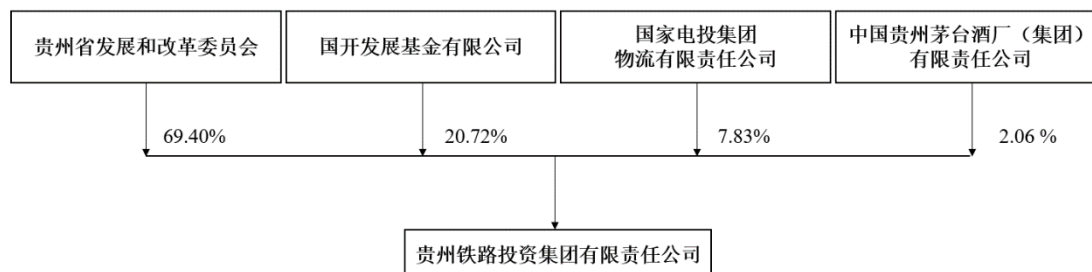 贵州省发展和改革委员会
国开发展基金有限公司
国家电投集团
物流有限责任公司
中国贵州茅台酒厂（集团）
有限责任公司
69.40%
20.72%
7.83%
2.06 %
贵州铁路投资集团有限责任公司